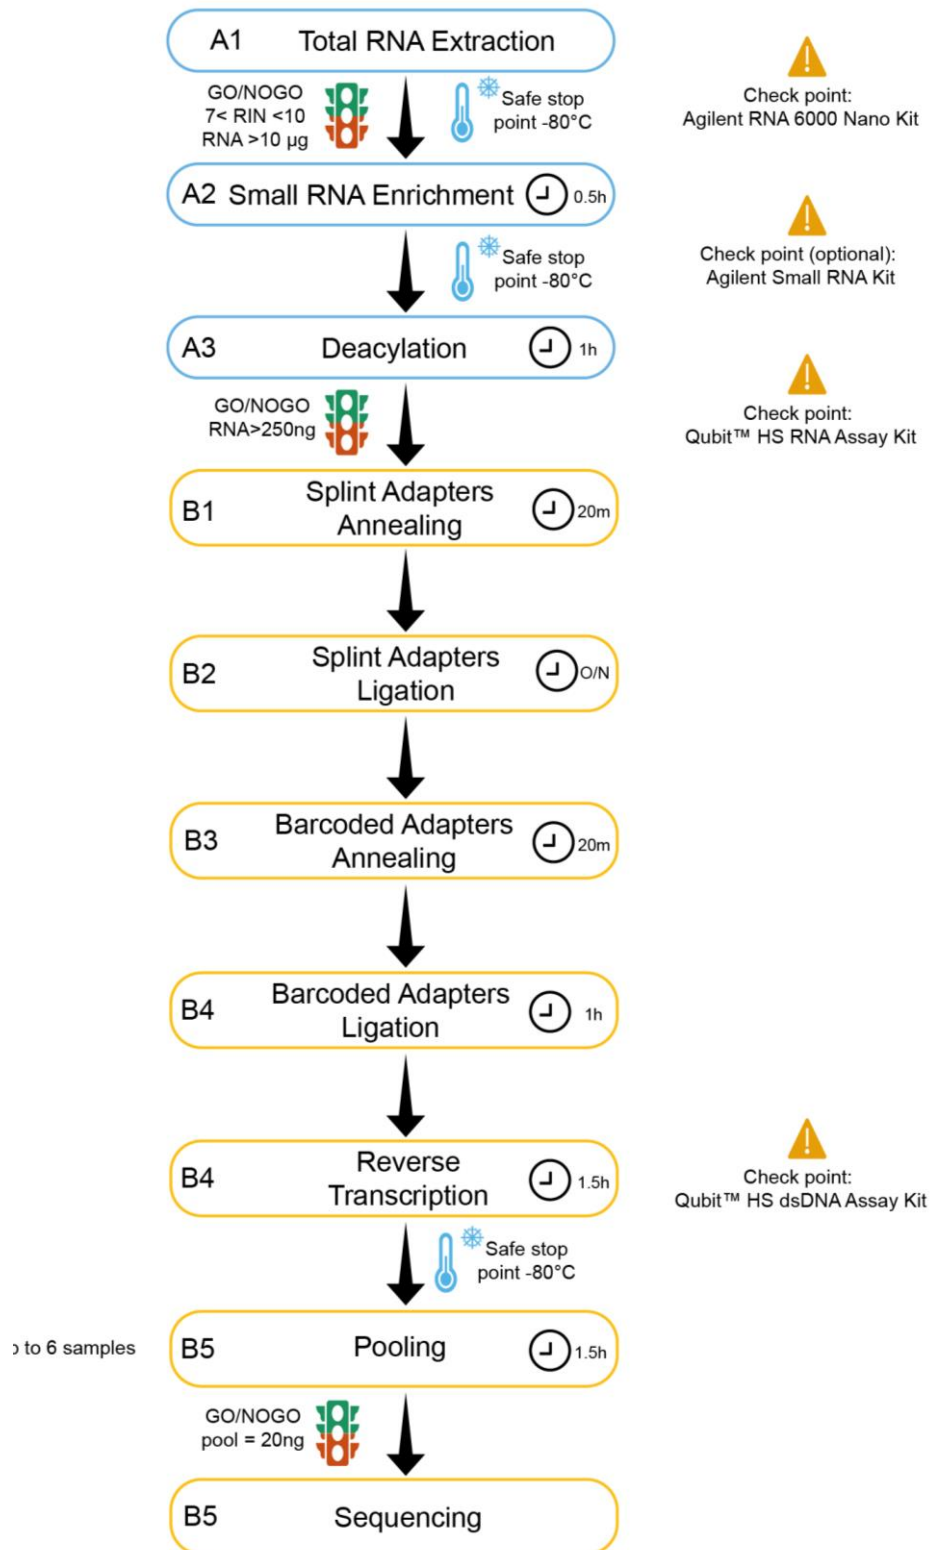 A1 Total RNA Extraction
GO/NOGO
7< RIN <10
RNA >10 µg
Safe stop
point -80°C
Check point:
Agilent RNA 6000 Nano Kit
A2 Small RNA Enrichment 0.5h
Safe stop
point -80°C
Check point (optional):
Agilent Small RNA Kit
A3 Deacylation 1h
GO/NOGO
RNA>250ng
Check point:
Qubit™ HS RNA Assay Kit
B1 Splint Adapters
Annealing 20m
B2 Splint Adapters
Ligation O/N
B3 Barcoded Adapters
Annealing 20m
B4 Barcoded Adapters
Ligation 1h
B4 Reverse
Transcription 1.5h
Check point:
Qubit™ HS dsDNA Assay Kit
Safe stop
point -80°C
to 6 samples
B5 Pooling 1.5h
GO/NOGO
pool = 20ng
B5 Sequencing